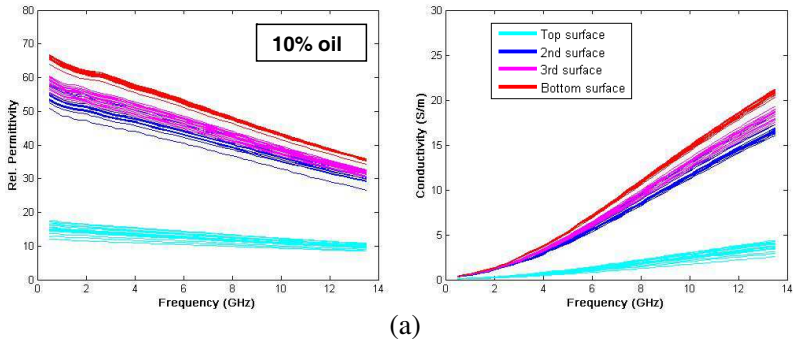 80
70
60
50
40
30
20
10
0
Rel. Permittivity
10% oil
0 2 4 6 8 10 12 14
Frequency (GHz)
30
25
20
15
10
5
0
Conductivity (S/m)
Top surface
2nd surface
3rd surface
Bottom surface
0 2 4 6 8 10 12 14
Frequency (GHz)
(a)